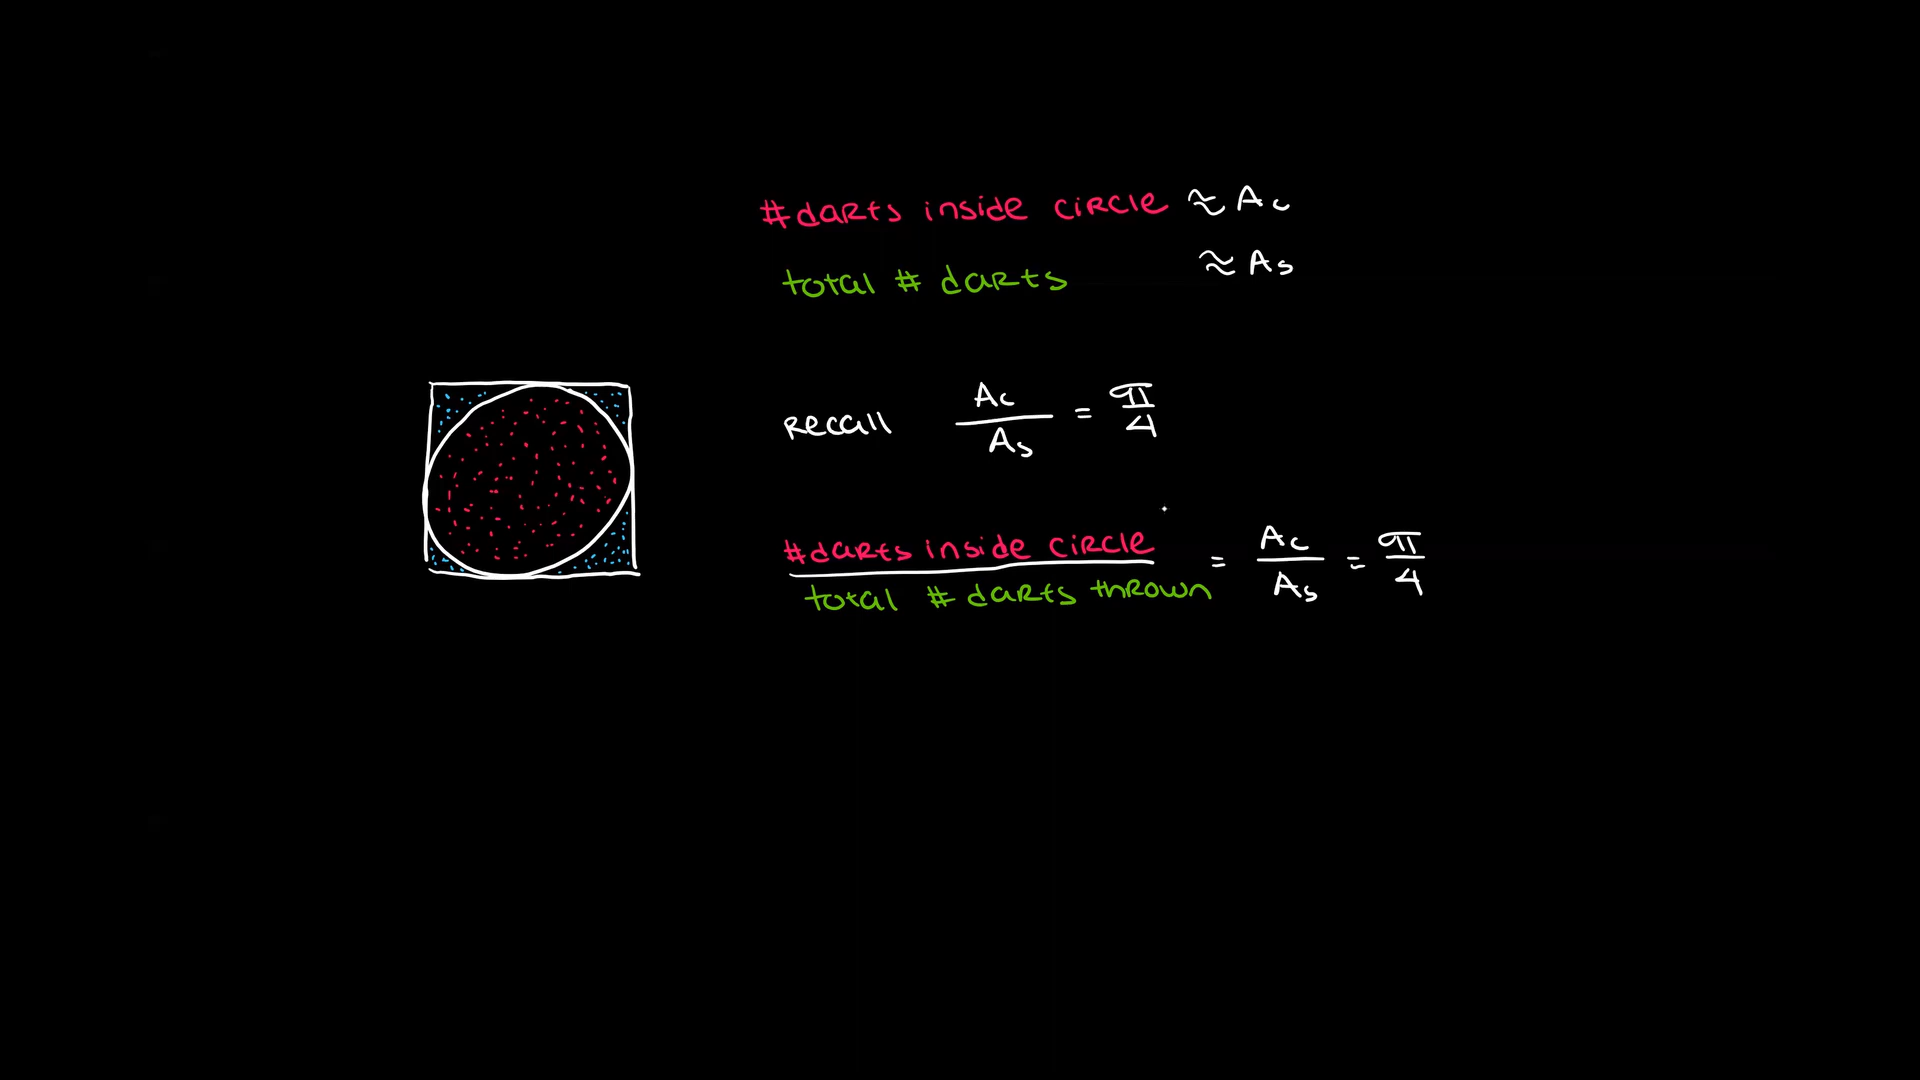 #darts inside circle ≈ Ac
total # darts ≈ As
recall Ac/As = π/4
#darts inside circle / total # darts thrown = Ac/As = π/4